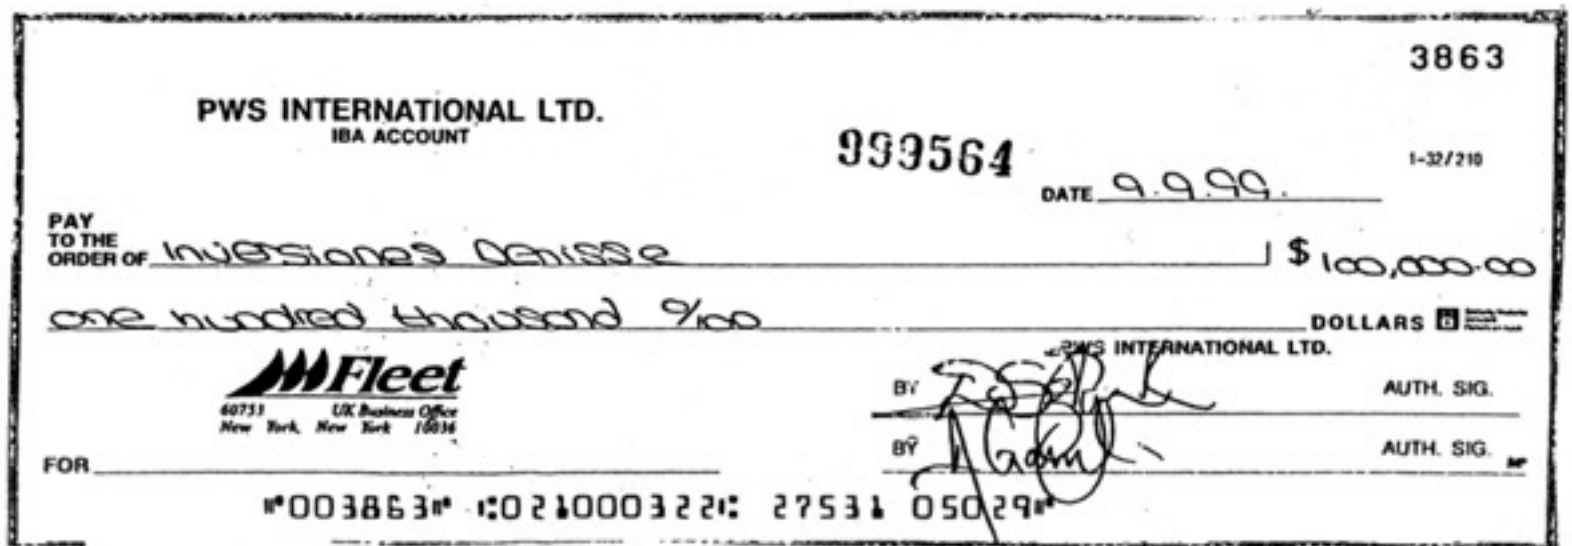 3863
PWS INTERNATIONAL LTD.
IBA ACCOUNT
999564
1-32/210
DATE 9.9.99.
PAY
TO THE
ORDER OF Inversiones Denisse $ 100,000.00
one hundred thousand 0/100 DOLLARS
Fleet
60753 UK Business Office
New York, New York 10036
PWS INTERNATIONAL LTD.
BY AUTH. SIG.
BY AUTH. SIG.
FOR
⑈003863⑈ ⑆021000322⑆ 27531 05029⑈